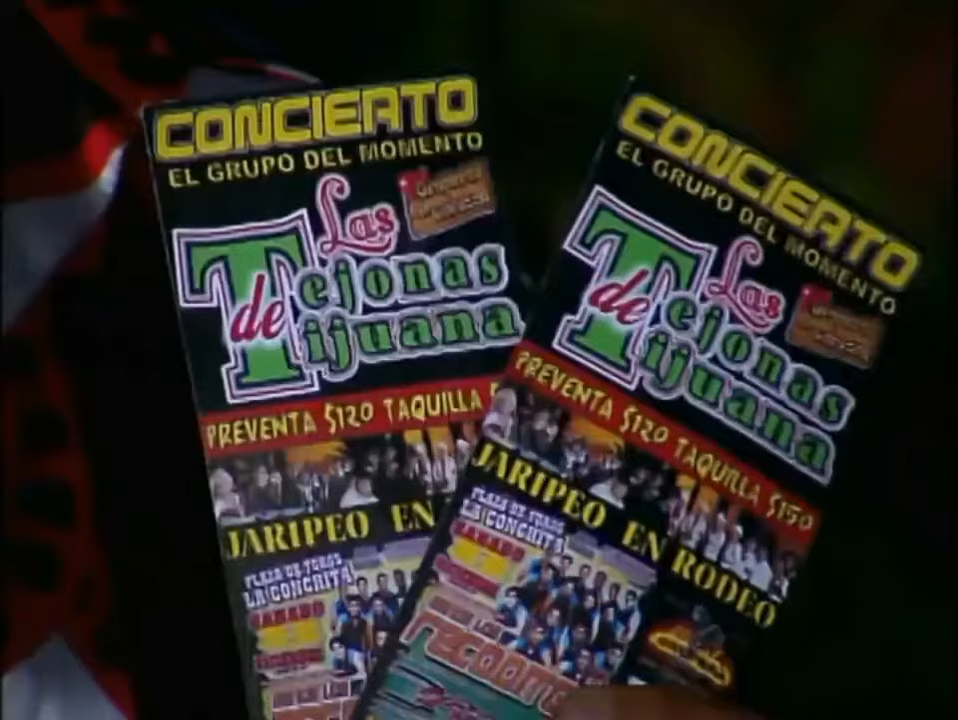 CONCIERTO
EL GRUPO DEL MOMENTO
Las
Tejonas
de Tijuana
PREVENTA $120 TAQUILLA
JARIPEO EN
PLAZA DE TOROS
LA CONCHITA
SABADO
CONCIERTO
EL GRUPO DEL MOMENTO
Las
Tejonas
de Tijuana
PREVENTA $120 TAQUILLA $150
JARIPEO EN RODEO
PLAZA DE TOROS
LA CONCHITA
SABADO